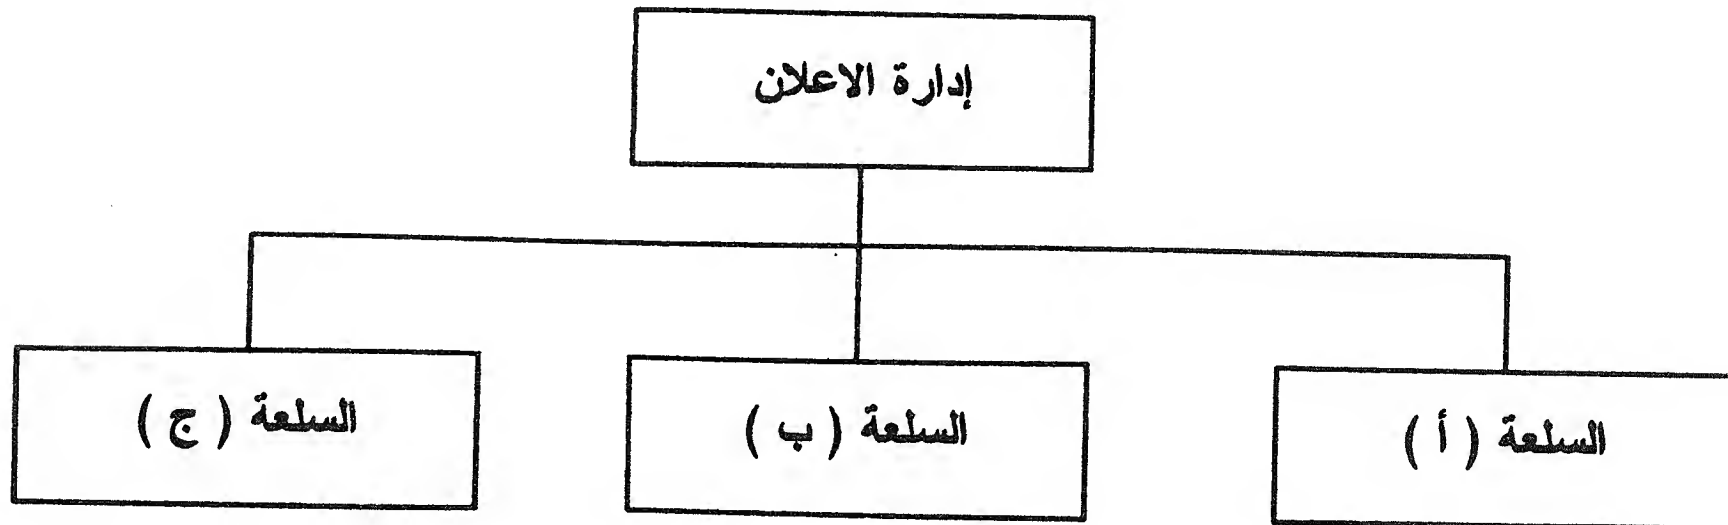 إدارة الاعلان
السلعة ( أ )
السلعة ( ب )
السلعة ( ج )